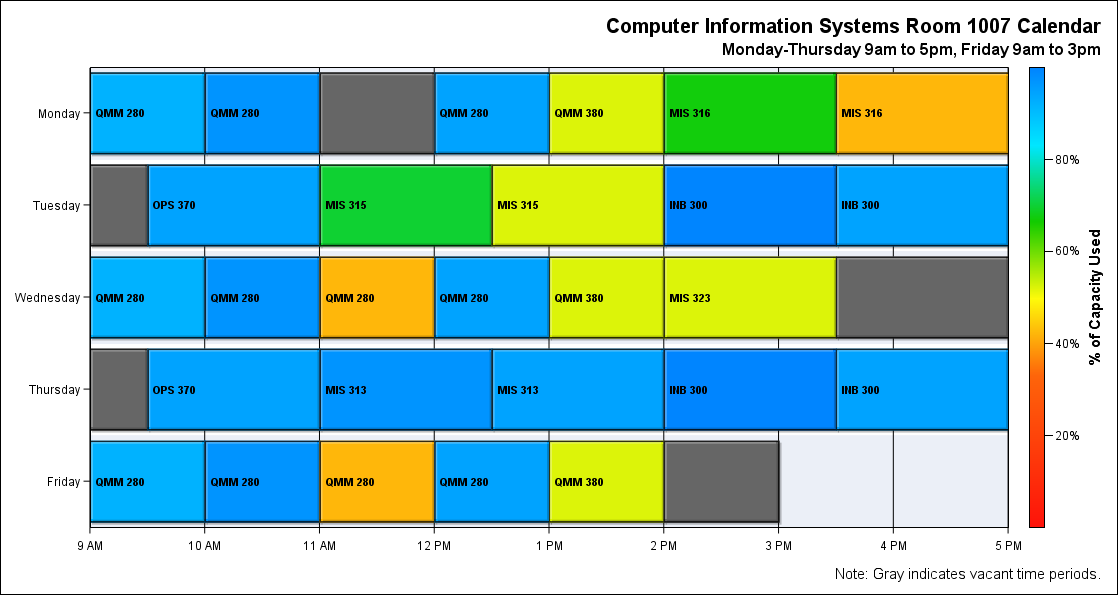 Computer Information Systems Room 1007 Calendar
Monday-Thursday 9am to 5pm, Friday 9am to 3pm
Monday
QMM 280 QMM 280 QMM 280 QMM 380 MIS 316 MIS 316
Tuesday
OPS 370 MIS 315 MIS 315 INB 300 INB 300
Wednesday
QMM 280 QMM 280 QMM 280 QMM 280 QMM 380 MIS 323
Thursday
OPS 370 MIS 313 MIS 313 INB 300 INB 300
Friday
QMM 280 QMM 280 QMM 280 QMM 280 QMM 380
9 AM 10 AM 11 AM 12 PM 1 PM 2 PM 3 PM 4 PM 5 PM
80%
60%
40%
20%
% of Capacity Used
Note: Gray indicates vacant time periods.